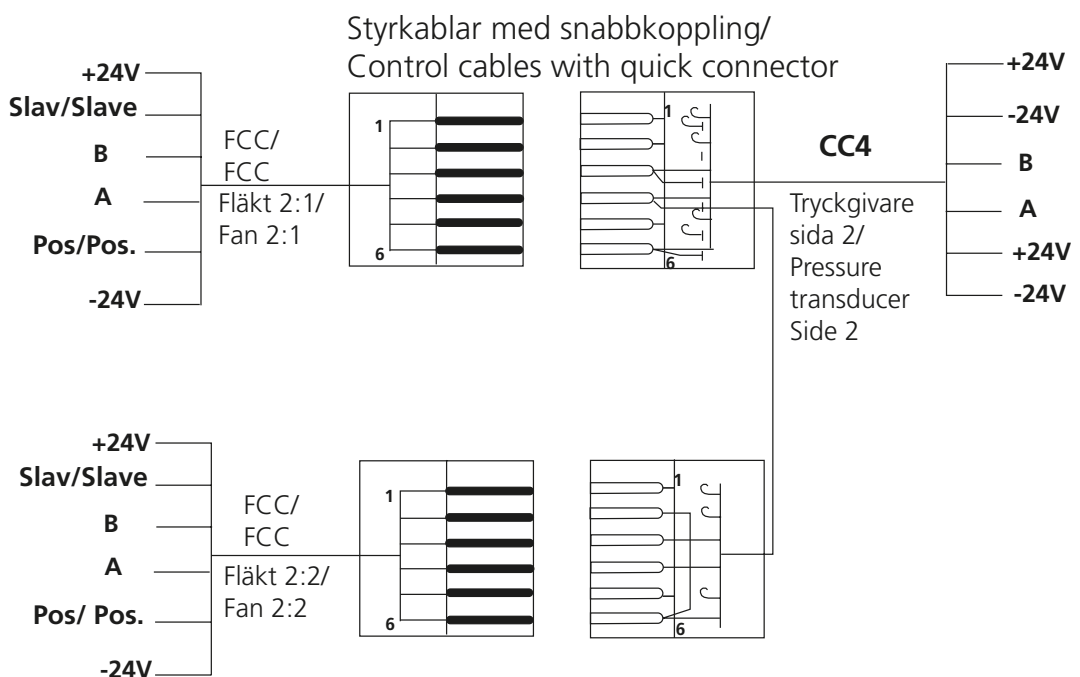 Styrkablar med snabbkoppling/
Control cables with quick connector
+24V
Slav/Slave
B
A
Pos/Pos.
-24V
FCC/
FCC
Fläkt 2:1/
Fan 2:1
1
6
1
6
CC4
Tryckgivare
sida 2/
Pressure
transducer
Side 2
+24V
-24V
B
A
+24V
-24V
+24V
Slav/Slave
B
A
Pos/ Pos.
-24V
FCC/
FCC
Fläkt 2:2/
Fan 2:2
1
6
1
6